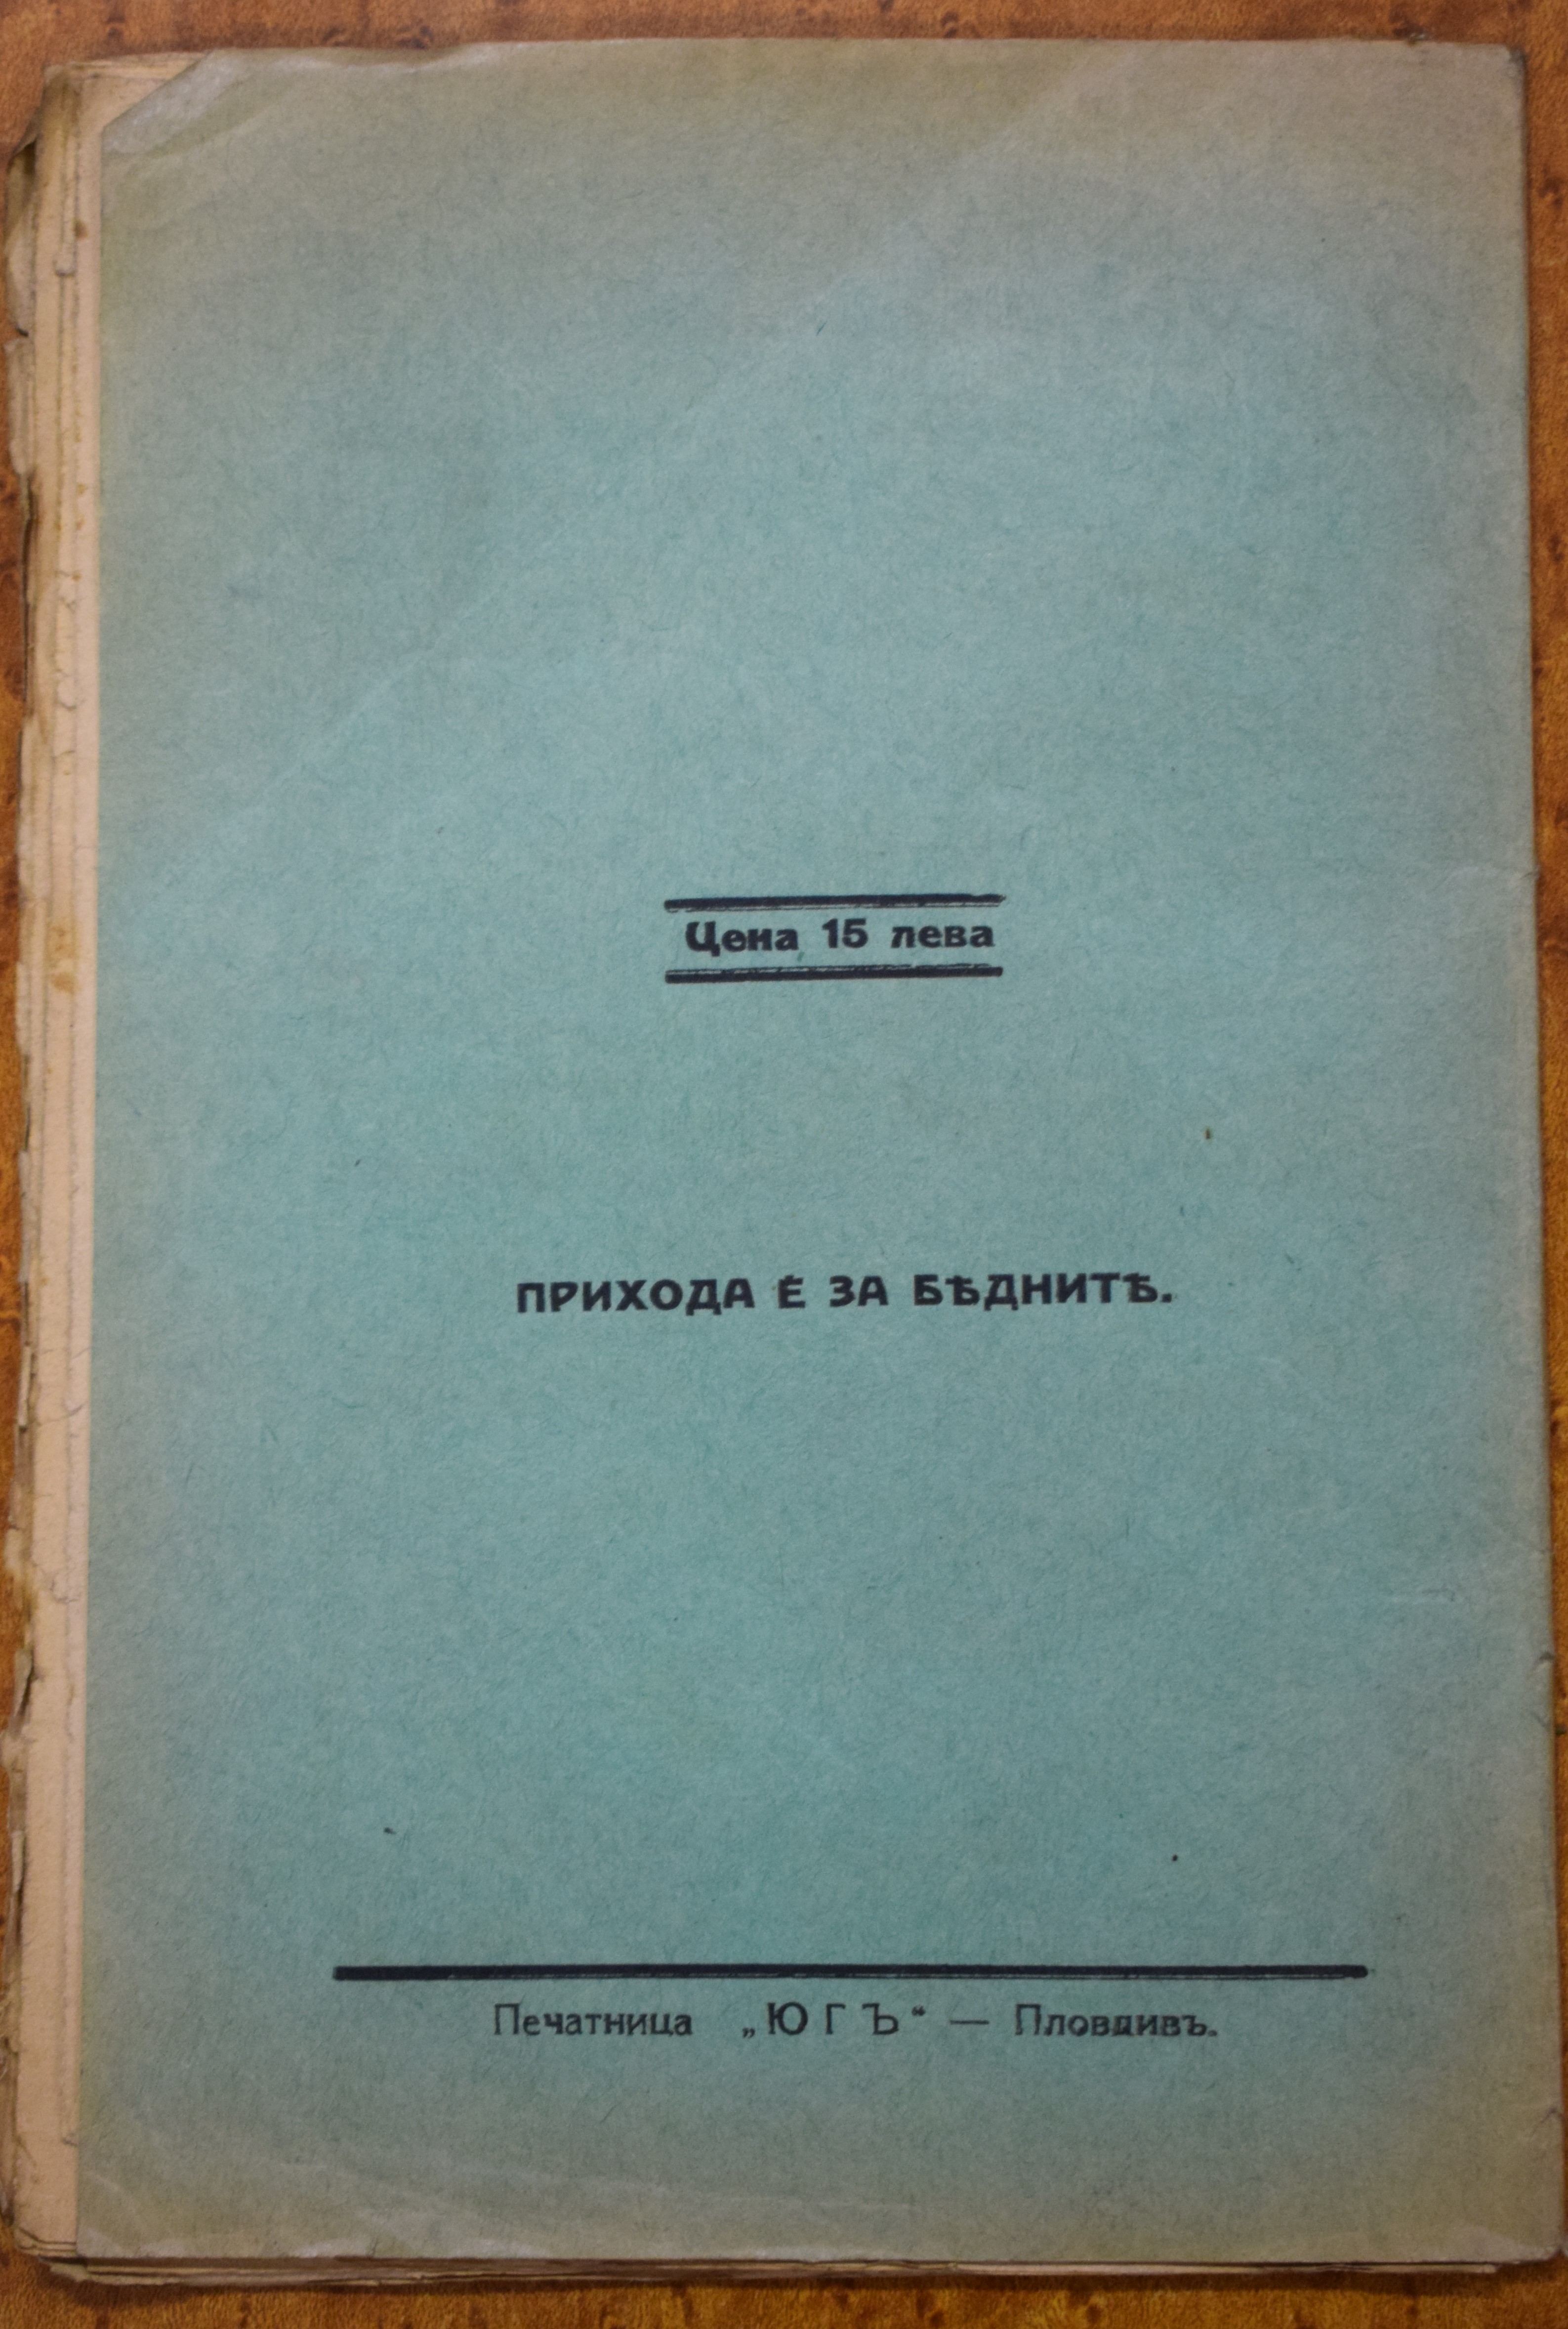 Цена 15 лева
ПРИХОДА Е ЗА БѢДНИТѢ.
Печатница „ЮГЪ“ — Пловдивъ.